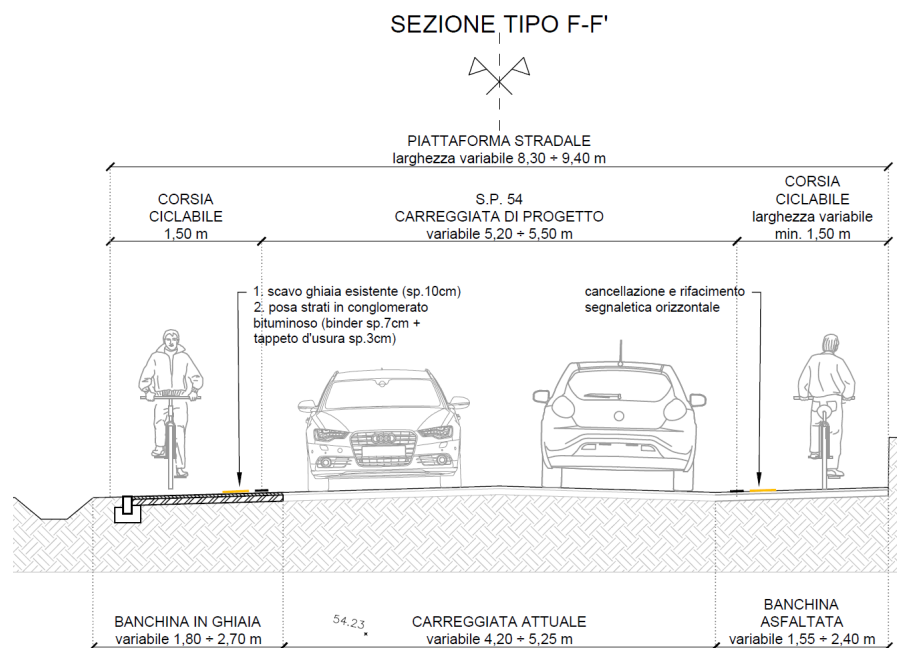 SEZIONE TIPO F-F'
PIATTAFORMA STRADALE
larghezza variabile 8,30 ÷ 9,40 m
CORSIA
CICLABILE
1,50 m
S.P. 54
CARREGGIATA DI PROGETTO
variabile 5,20 ÷ 5,50 m
CORSIA
CICLABILE
larghezza variabile
min. 1,50 m
1. scavo ghiaia esistente (sp.10cm)
2. posa strati in conglomerato
bituminoso (binder sp.7cm +
tappeto d'usura sp.3cm)
cancellazione e rifacimento
segnaletica orizzontale
BANCHINA IN GHIAIA
variabile 1,80 ÷ 2,70 m
54.23
CARREGGIATA ATTUALE
variabile 4,20 ÷ 5,25 m
BANCHINA
ASFALTATA
variabile 1,55 ÷ 2,40 m